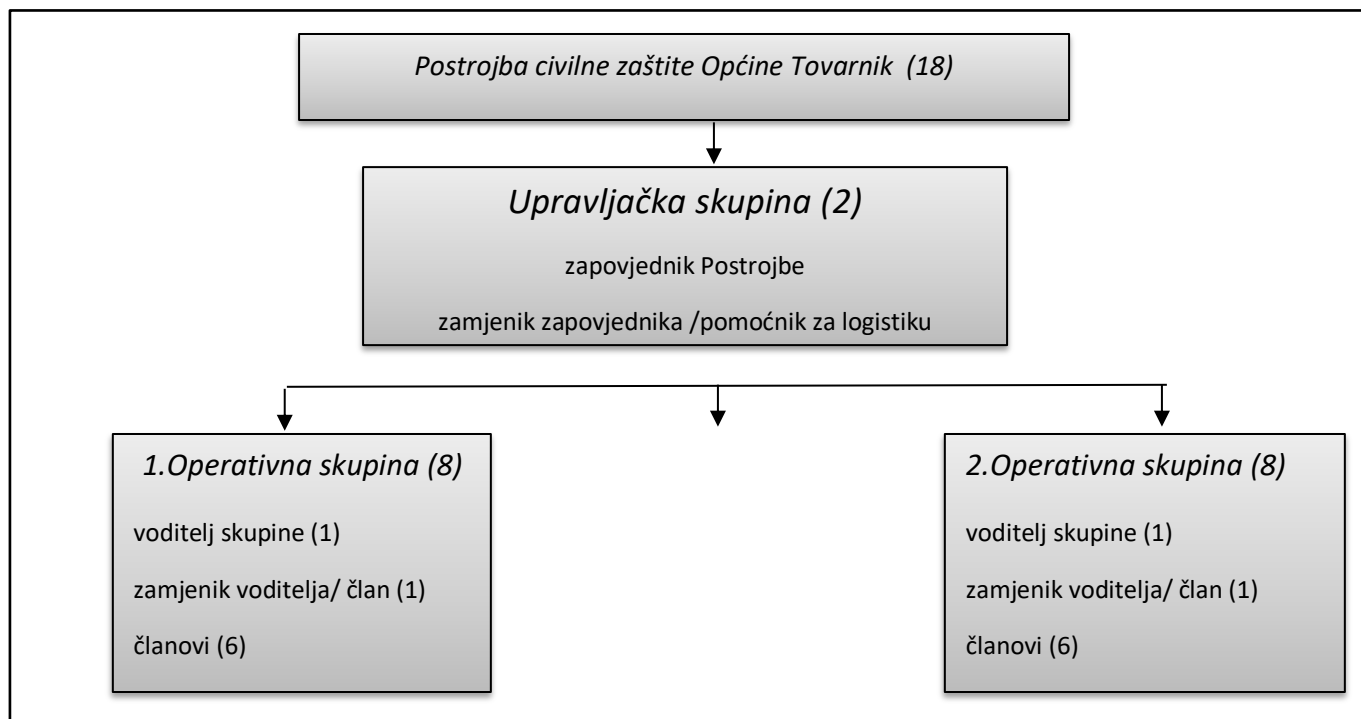 Postrojba civilne zaštite Općine Tovarnik (18)
Upravljačka skupina (2)
zapovjednik Postrojbe
zamjenik zapovjednika /pomoćnik za logistiku
1.Operativna skupina (8)
voditelj skupine (1)
zamjenik voditelja/ član (1)
članovi (6)
2.Operativna skupina (8)
voditelj skupine (1)
zamjenik voditelja/ član (1)
članovi (6)